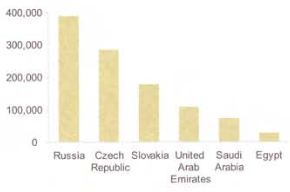 400,000
300,000
200,000
100,000
0
Russia Czech Slovakia United Saudi Egypt
Republic Arab Arabia
Emirates